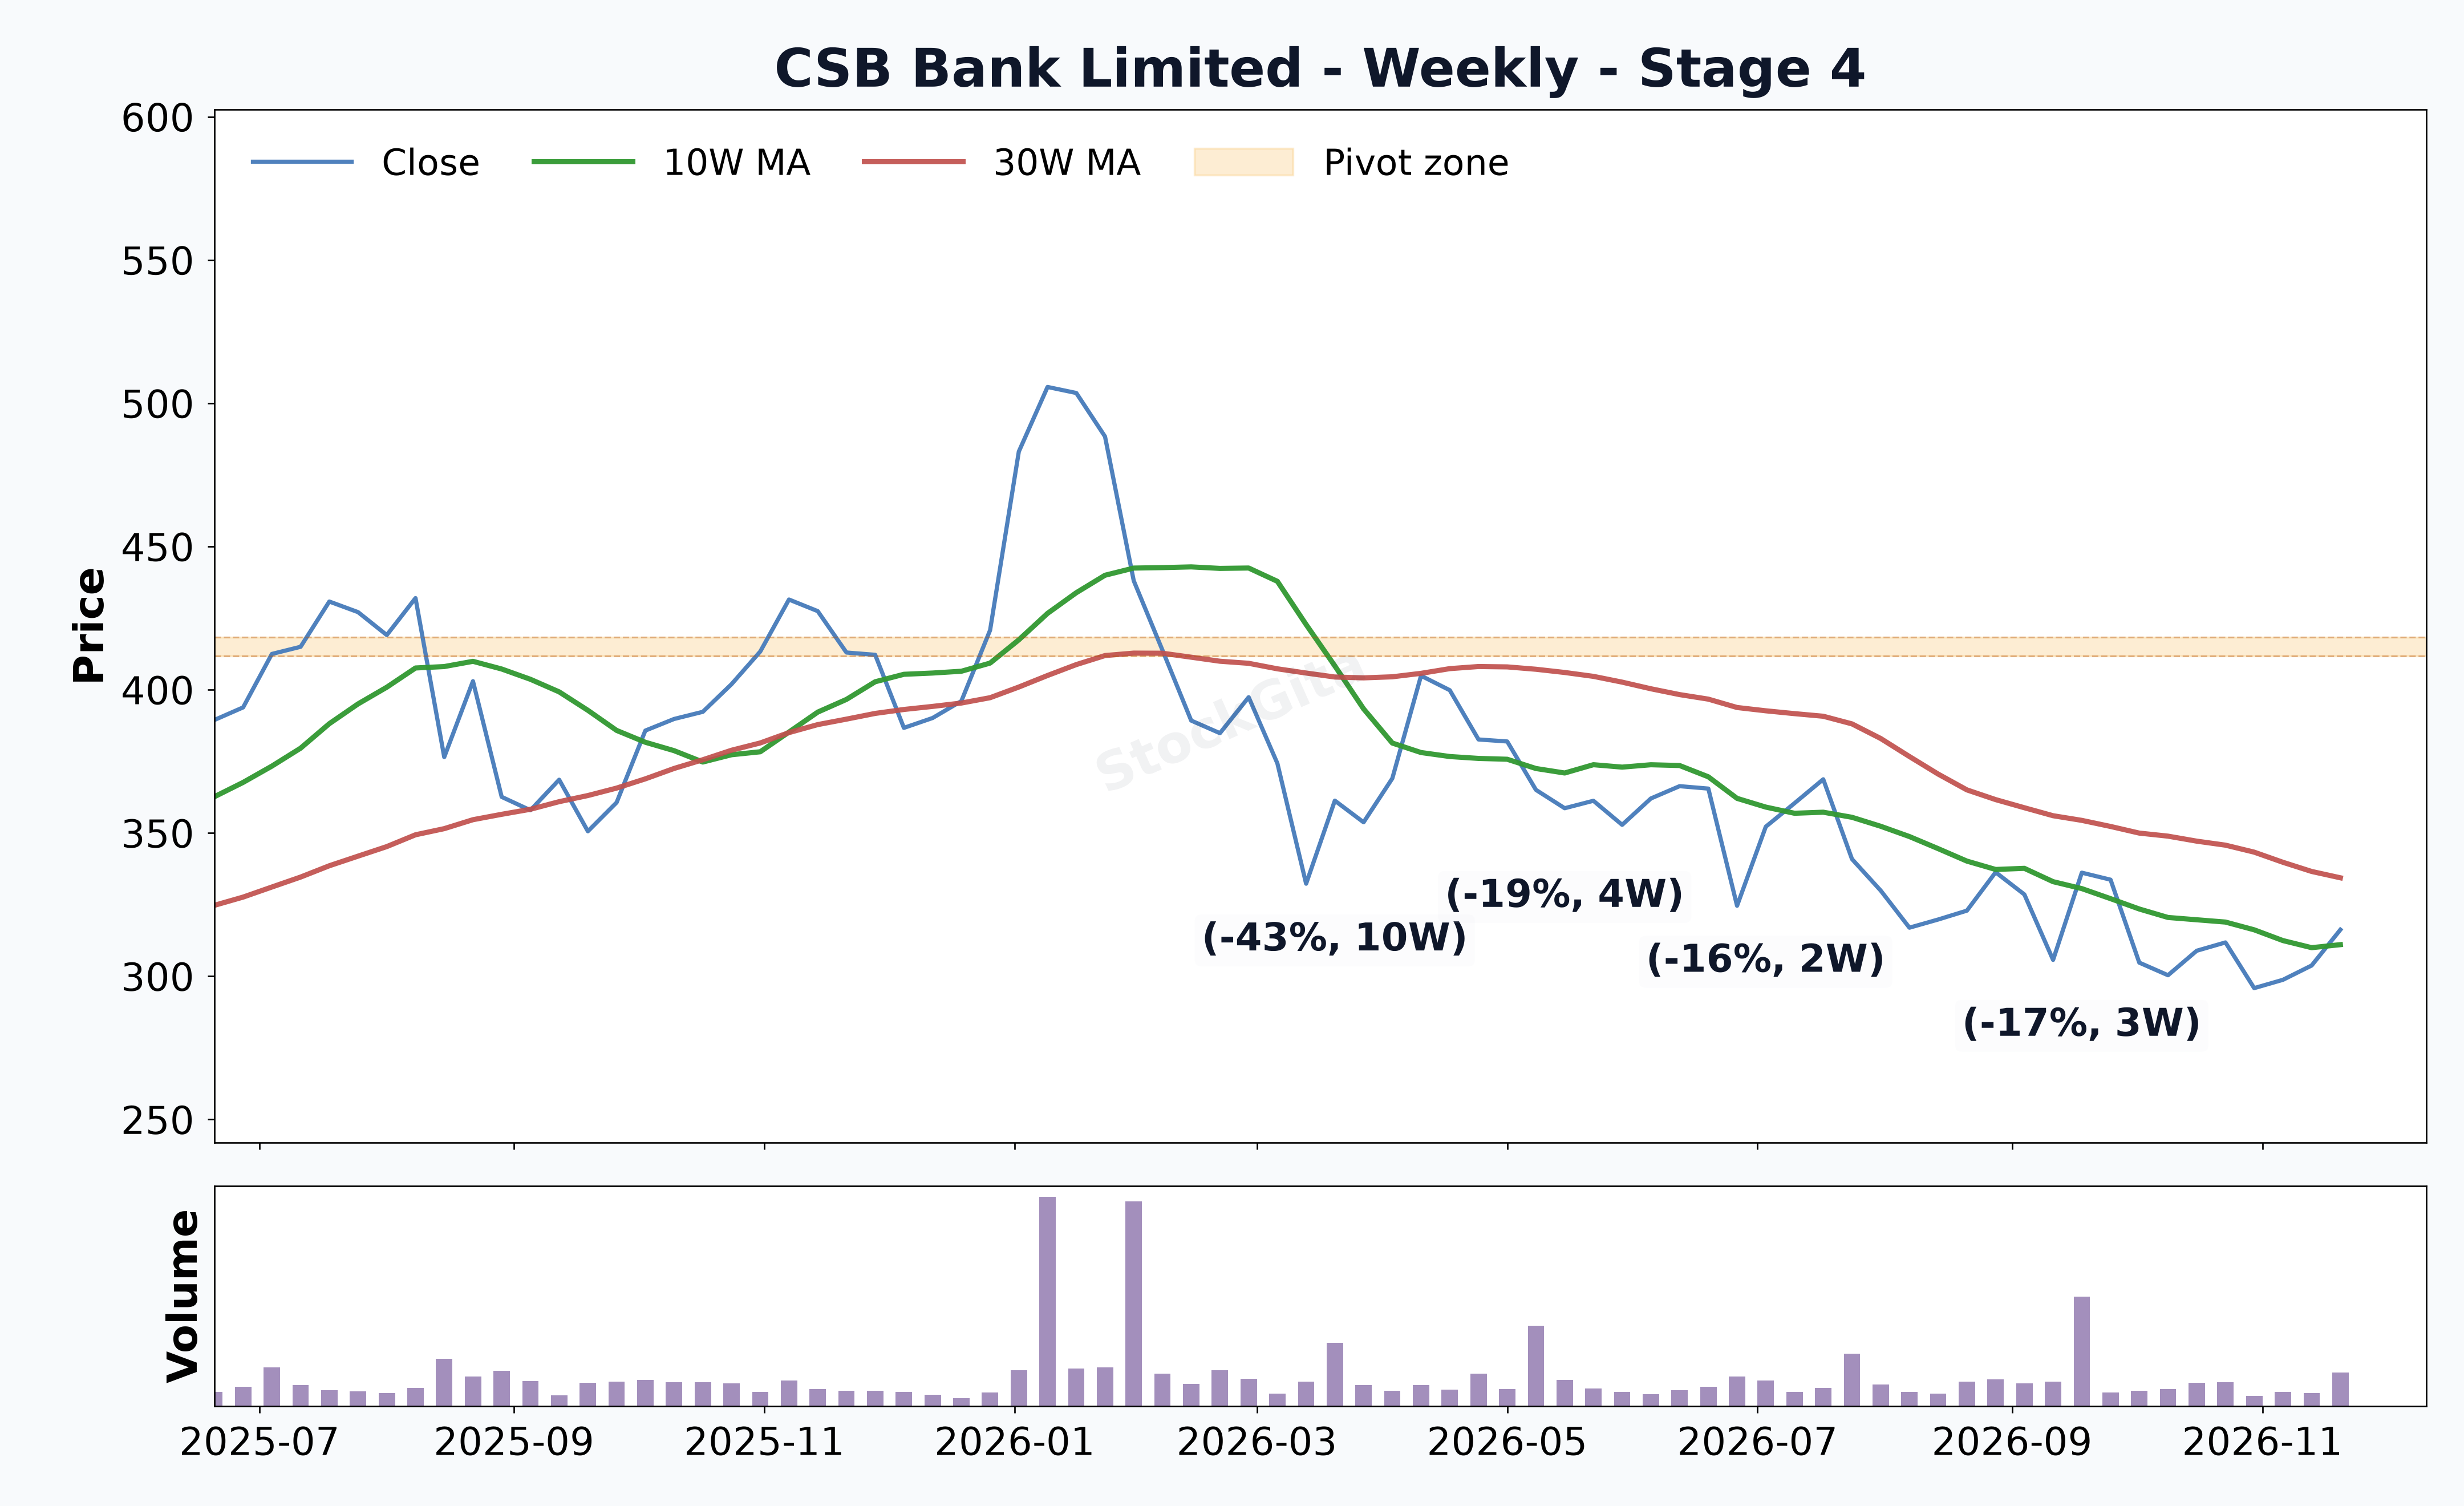 CSB Bank Limited - Weekly - Stage 4
600
550
500
450
400
350
300
250
Price
Close 10W MA 30W MA Pivot zone
StockGita
(-19%, 4W)
(-43%, 10W)
(-16%, 2W)
(-17%, 3W)
Volume
2025-07 2025-09 2025-11 2026-01 2026-03 2026-05 2026-07 2026-09 2026-11